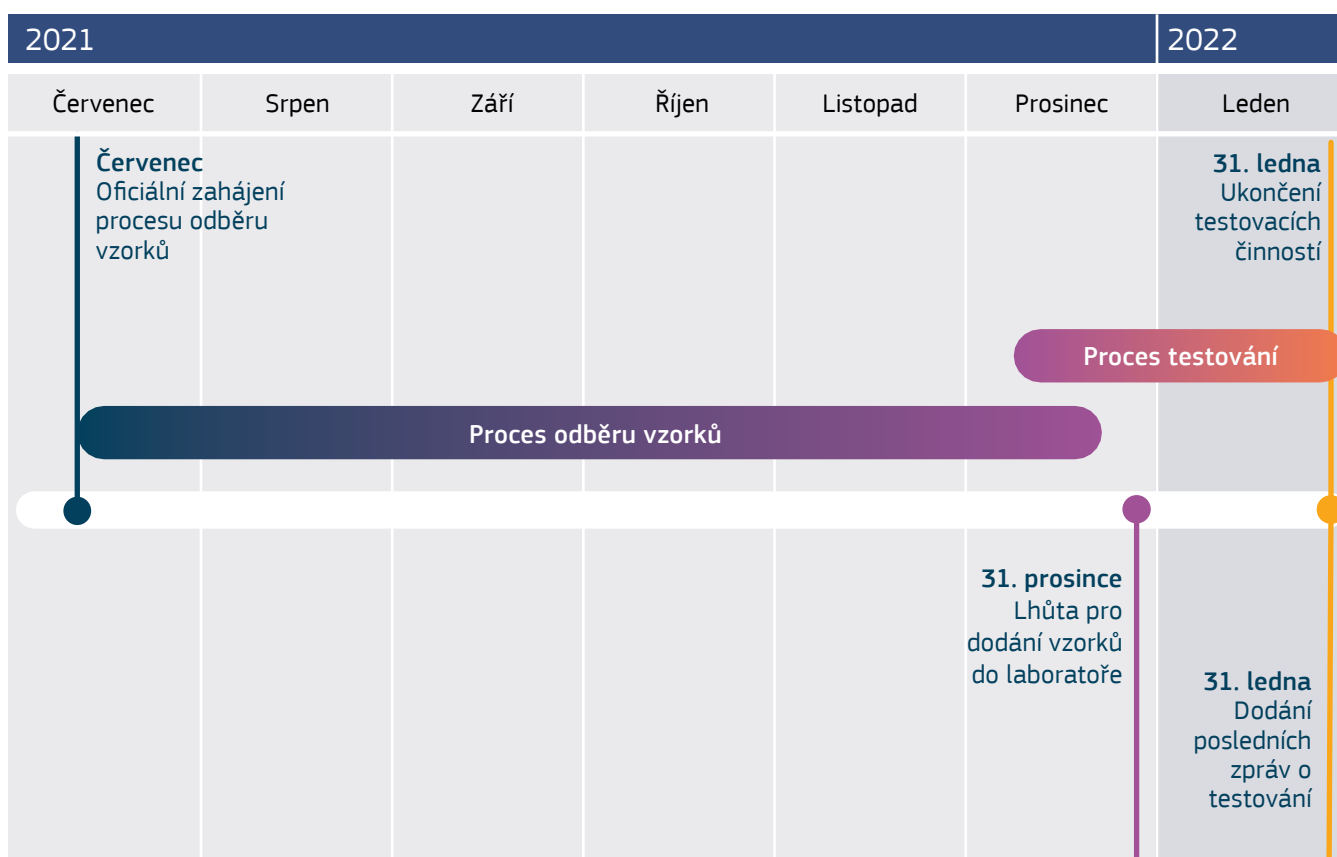 2021
2022
Červenec
Srpen
Září
Říjen
Listopad
Prosinec
Leden
Červenec
Oficiální zahájení
procesu odběru
vzorků
31. ledna
Ukončení
testovacích
činností
Proces testování
Proces odběru vzorků
31. prosince
Lhůta pro
dodání vzorků
do laboratoře
31. ledna
Dodání
posledních
zpráv o
testování